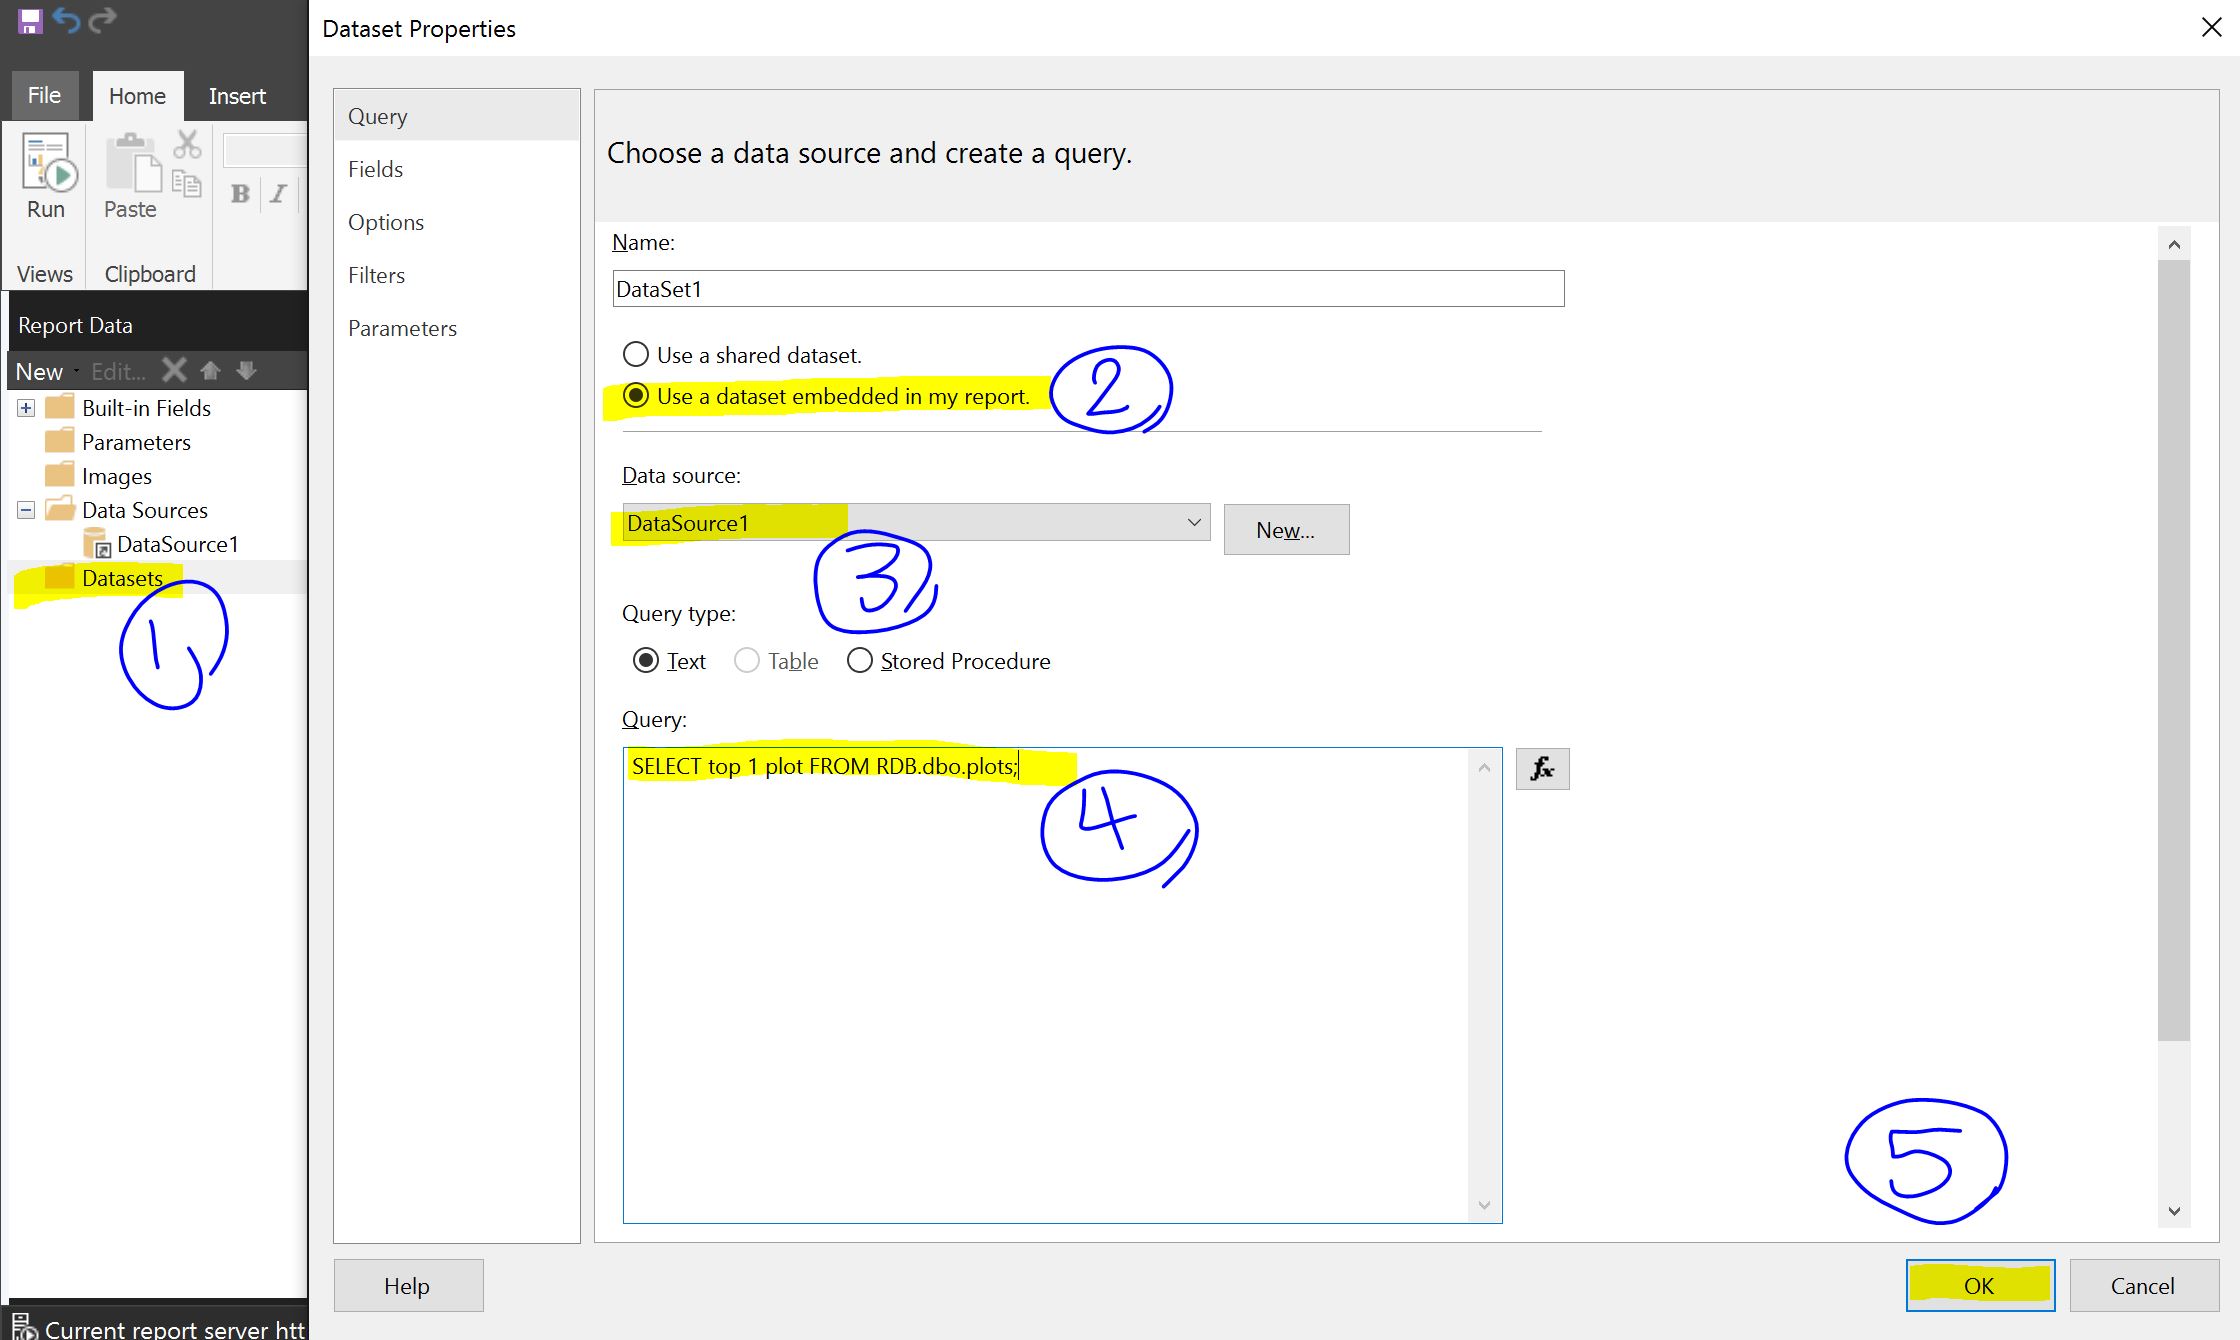 Dataset Properties
File Home Insert
Run
Paste
B I
Views Clipboard
Report Data
New Edit...
Built-in Fields
Parameters
Images
Data Sources
DataSource1
Datasets
1,
Query
Fields
Options
Filters
Parameters
Choose a data source and create a query.
Name:
DataSet1
Use a shared dataset.
Use a dataset embedded in my report.
2,
Data source:
DataSource1
New...
3,
Query type:
Text Table Stored Procedure
Query:
SELECT top 1 plot FROM RDB.dbo.plots;
fx
4,
5
Help
OK Cancel
Current report server htt